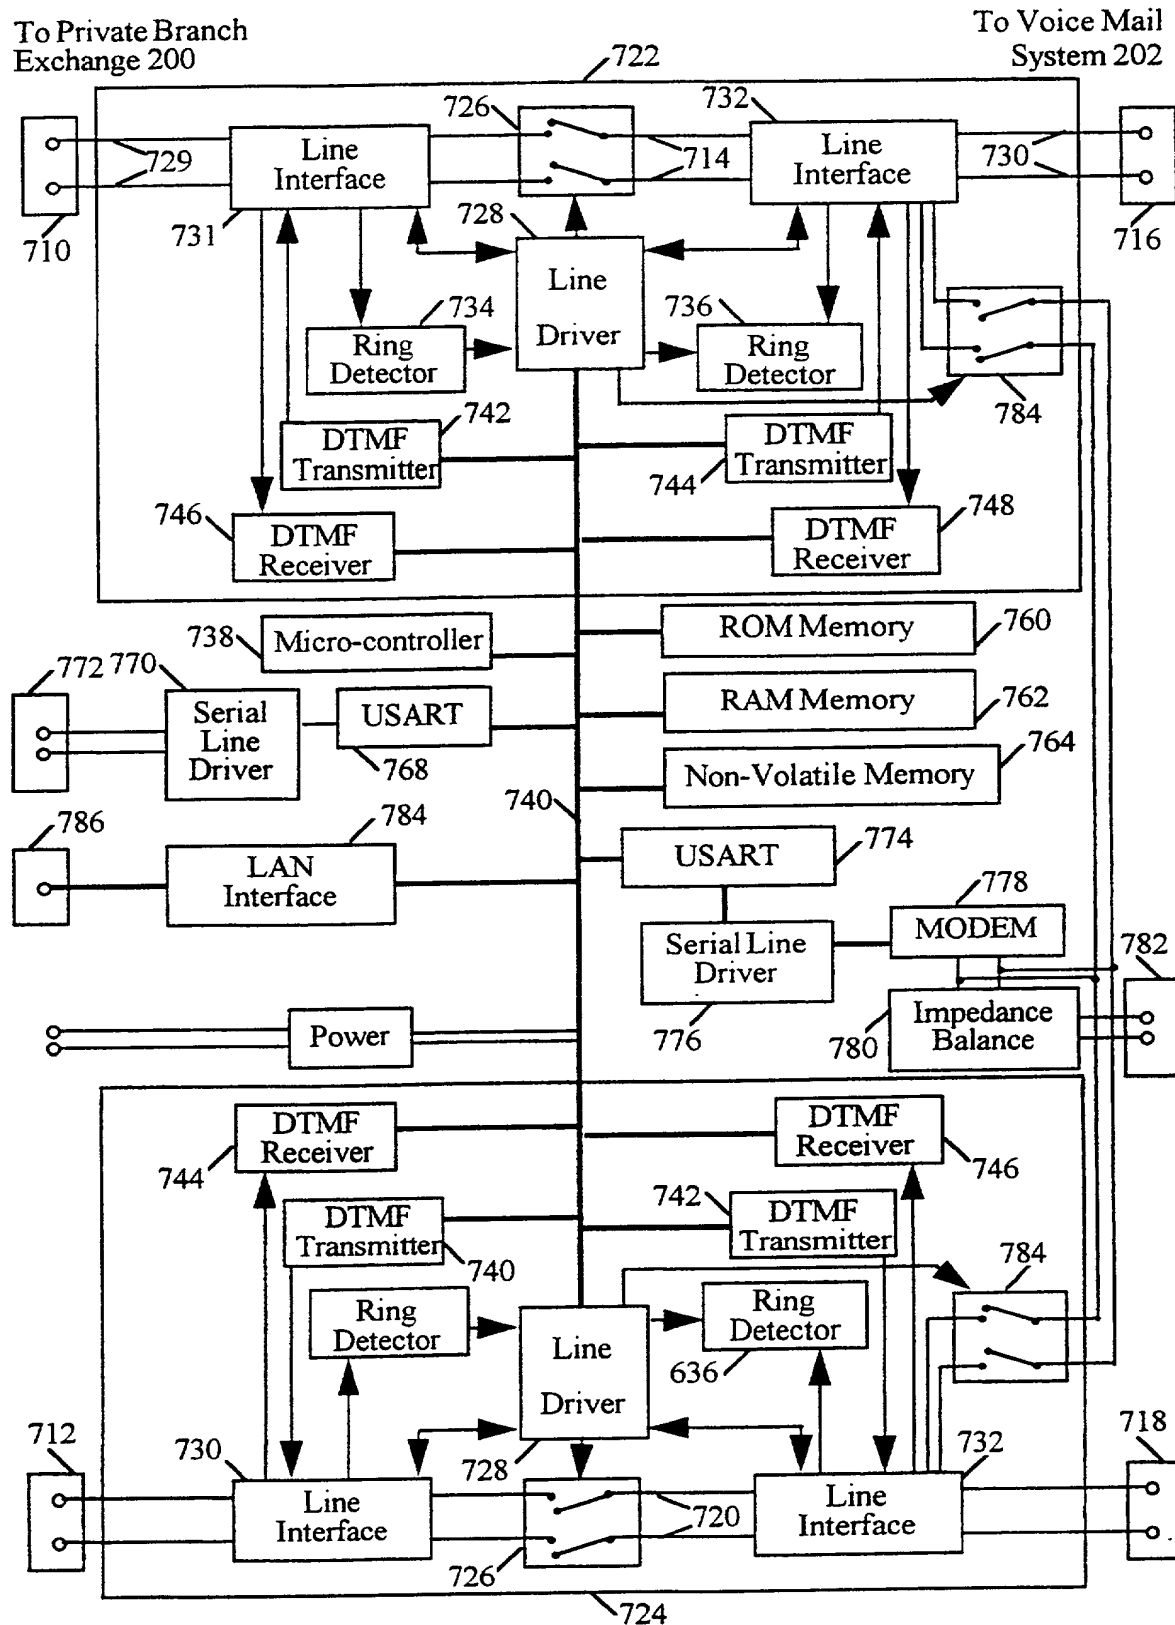 To Private Branch
Exchange 200
To Voice Mail
System 202
722
726
732
729
Line
Interface
714
Line
Interface
730
710
731
728
716
Line
Driver
734
Ring
Detector
736
Ring
Detector
784
742
DTMF
Transmitter
DTMF
Transmitter
744
746
DTMF
Receiver
DTMF
Receiver
748
738
Micro-controller
ROM Memory
760
772
770
Serial
Line
Driver
USART
768
RAM Memory
762
764
Non-Volatile Memory
740
786
784
LAN
Interface
USART
774
778
MODEM
Serial Line
Driver
776
782
Impedance
Balance
780
Power
DTMF
Receiver
744
DTMF
Receiver
746
742
DTMF
Transmitter
740
DTMF
Transmitter
784
Ring
Detector
Line
Driver
Ring
Detector
636
712
730
728
732
718
Line
Interface
720
Line
Interface
726
724